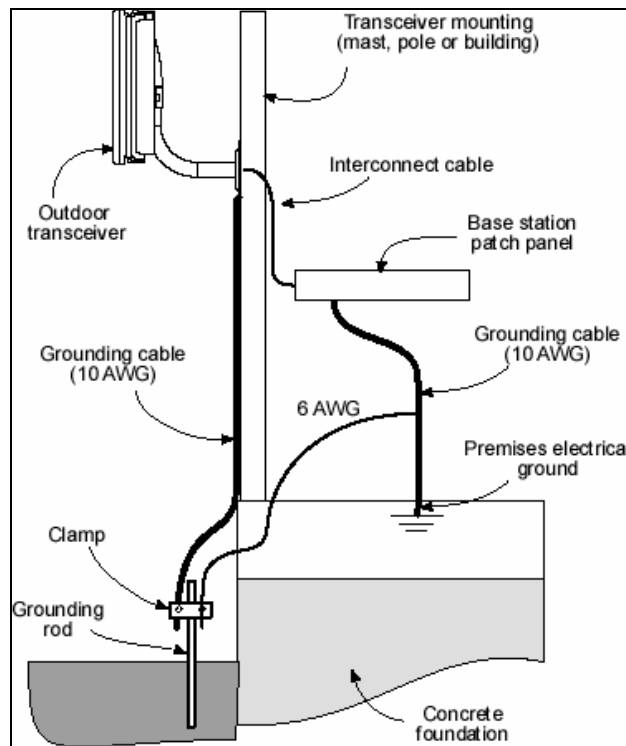 Transceiver mounting
(mast, pole or building)
Interconnect cable
Outdoor
transceiver
Base station
patch panel
Grounding cable
(10 AWG)
Grounding cable
(10 AWG)
6 AWG
Premises electrica
ground
Clamp
Grounding
rod
Concrete
foundation